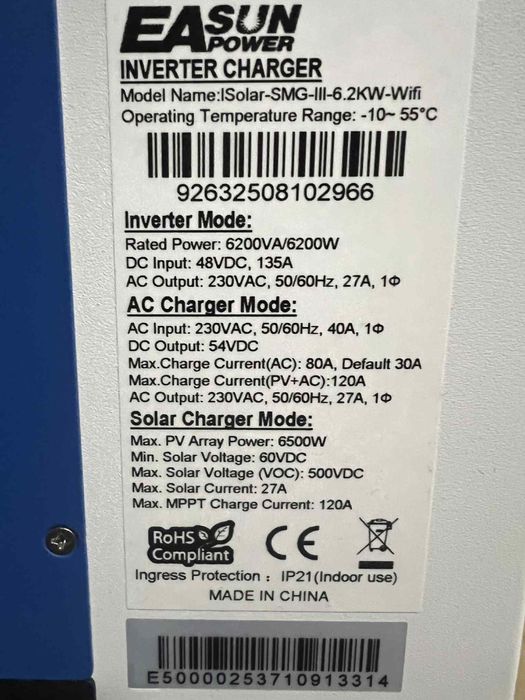 EASUN
POWER
INVERTER CHARGER
Model Name:ISolar-SMG-III-6.2KW-Wifi
Operating Temperature Range: -10~ 55°C
92632508102966
Inverter Mode:
Rated Power: 6200VA/6200W
DC Input: 48VDC, 135A
AC Output: 230VAC, 50/60Hz, 27A, 1Φ
AC Charger Mode:
AC Input: 230VAC, 50/60Hz, 40A, 1Φ
DC Output: 54VDC
Max.Charge Current(AC): 80A, Default 30A
Max.Charge Current(PV+AC):120A
AC Output: 230VAC, 50/60Hz, 27A, 1Φ
Solar Charger Mode:
Max. PV Array Power: 6500W
Min. Solar Voltage: 60VDC
Max. Solar Voltage (VOC): 500VDC
Max. Solar Current: 27A
Max. MPPT Charge Current: 120A
RoHS
Compliant
CE
Ingress Protection : IP21(Indoor use)
MADE IN CHINA
E50000253710913314